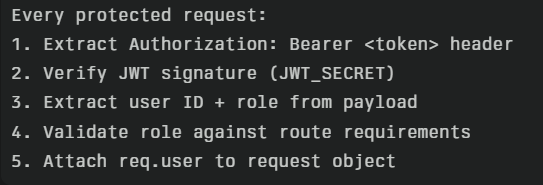 Every protected request:
1. Extract Authorization: Bearer <token> header
2. Verify JWT signature (JWT_SECRET)
3. Extract user ID + role from payload
4. Validate role against route requirements
5. Attach req.user to request object